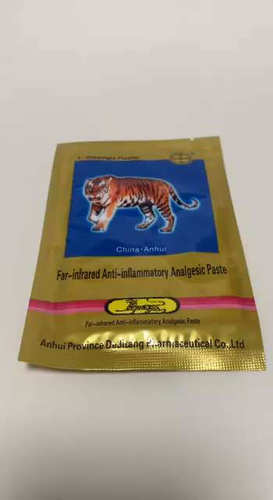 China·Anhui
Far-infrared Anti-inflammatory Analgesic Paste
Far-infrared Anti-inflammatory Analgesic Paste
Anhui Province DeJitang Pharmaceutical Co.,Ltd